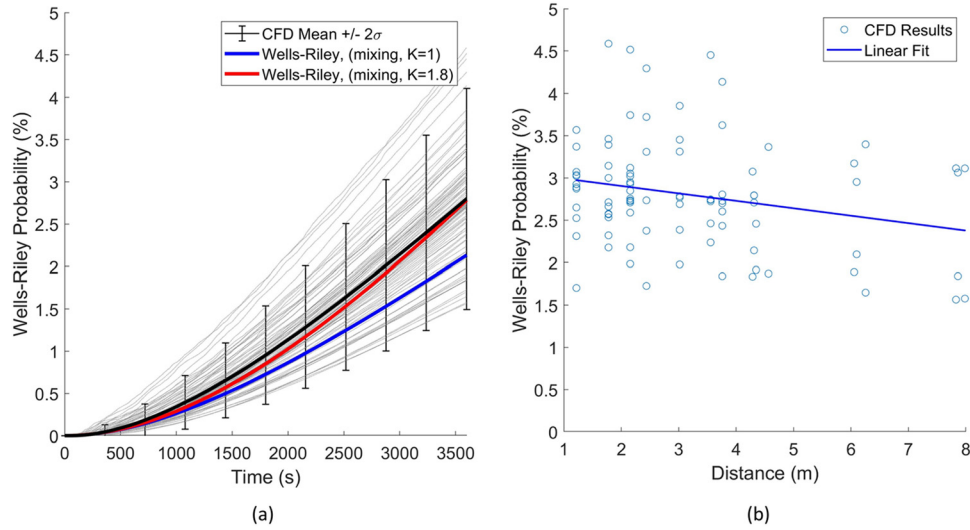 CFD Mean +/- 2σ
Wells-Riley, (mixing, K=1)
Wells-Riley, (mixing, K=1.8)
Wells-Riley Probability (%)
5
4.5
4
3.5
3
2.5
2
1.5
1
0.5
0
0 500 1000 1500 2000 2500 3000 3500
Time (s)
(a)
CFD Results
Linear Fit
Wells-Riley Probability (%)
5
4.5
4
3.5
3
2.5
2
1.5
1
0.5
0
1 2 3 4 5 6 7 8
Distance (m)
(b)